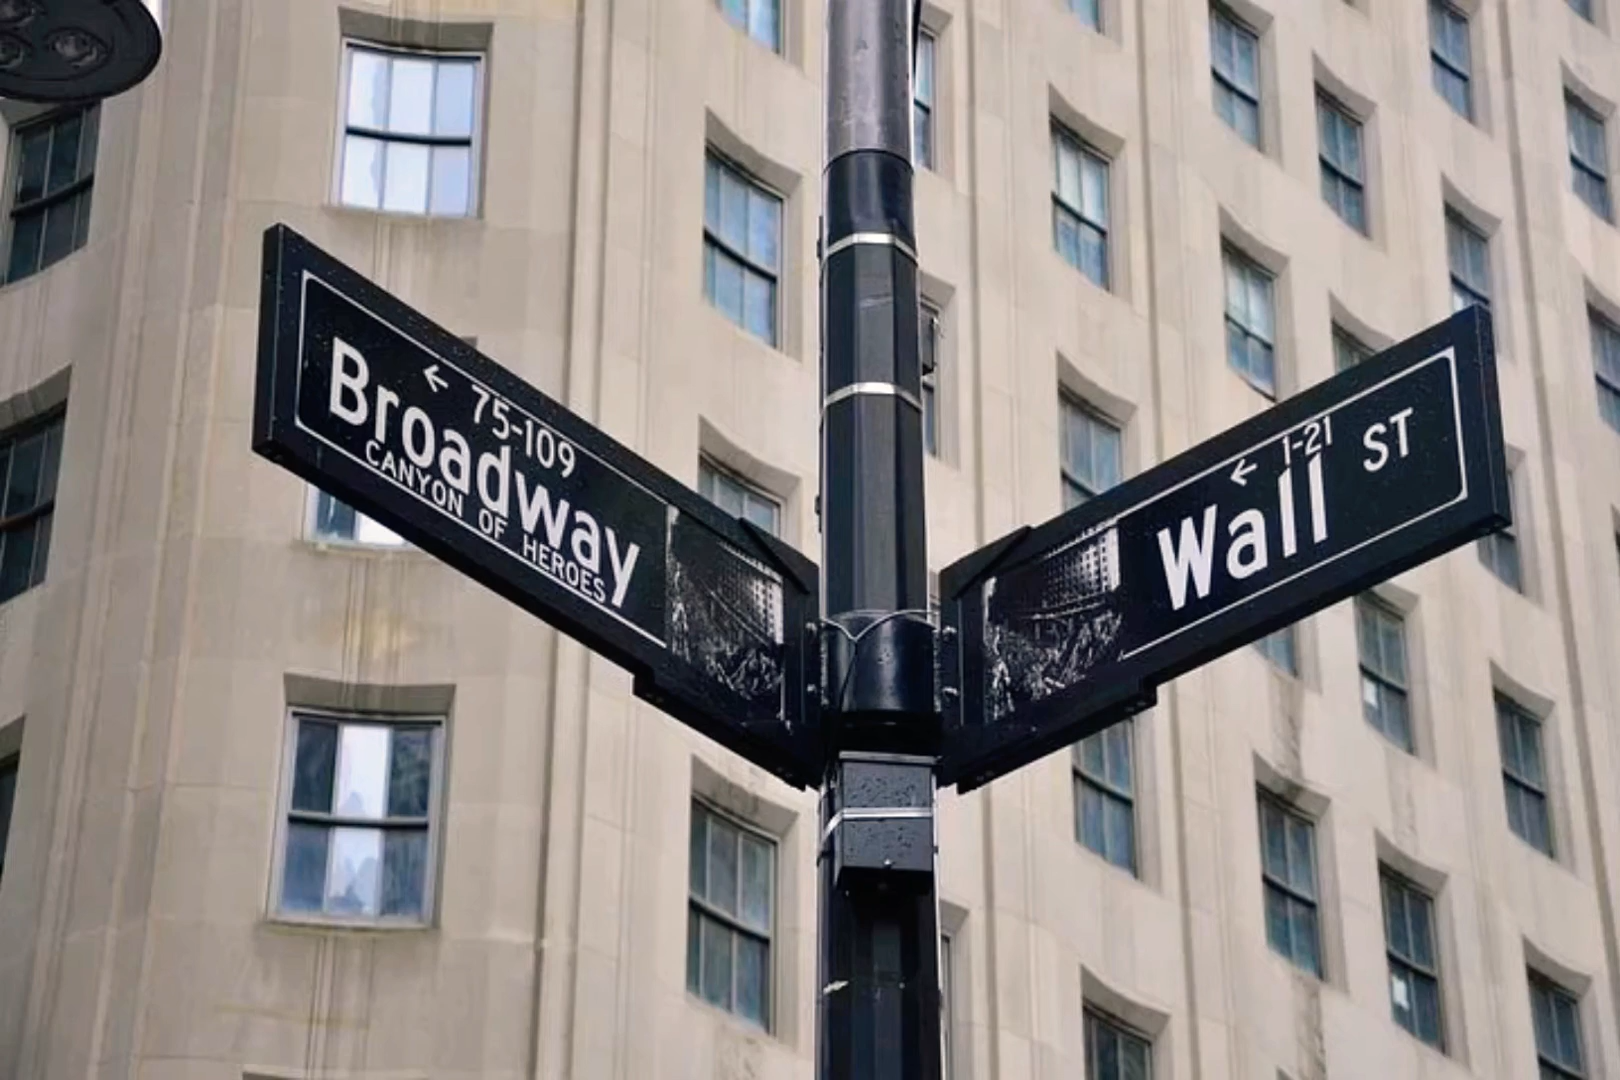 ← 75-109
Broadway
CANYON OF HEROES
← 1-21
Wall ST